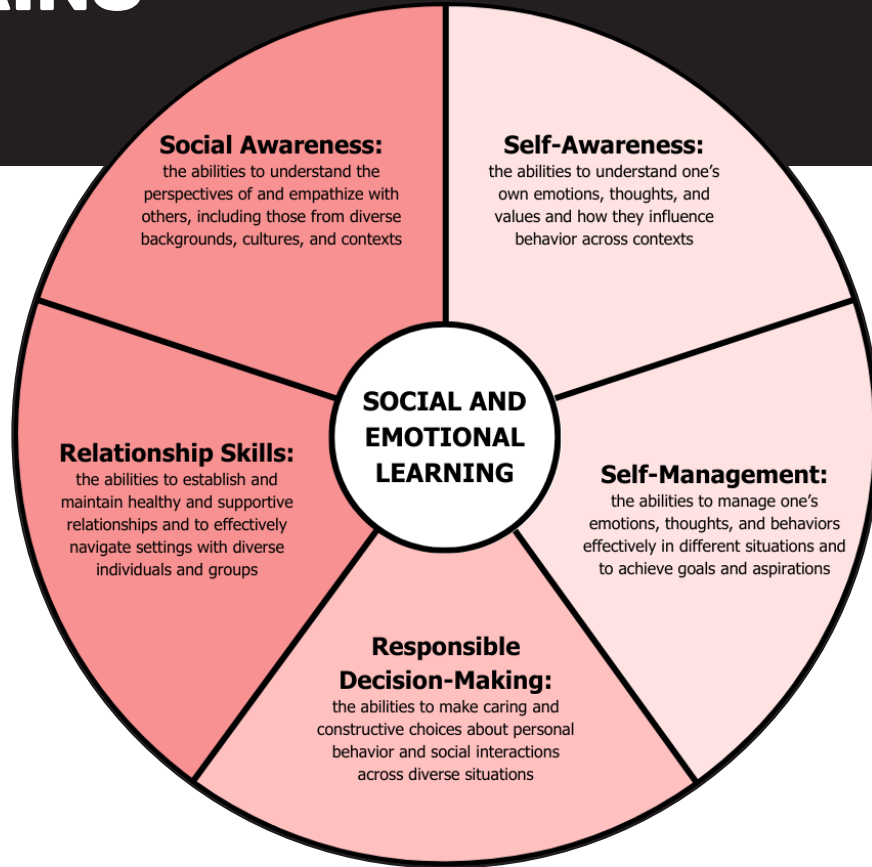 SOCIAL AND
EMOTIONAL
LEARNING
Self-Awareness:
the abilities to understand one's
own emotions, thoughts, and
values and how they influence
behavior across contexts
Self-Management:
the abilities to manage one's
emotions, thoughts, and behaviors
effectively in different situations and
to achieve goals and aspirations
Responsible
Decision-Making:
the abilities to make caring and
constructive choices about personal
behavior and social interactions
across diverse situations
Relationship Skills:
the abilities to establish and
maintain healthy and supportive
relationships and to effectively
navigate settings with diverse
individuals and groups
Social Awareness:
the abilities to understand the
perspectives of and empathize with
others, including those from diverse
backgrounds, cultures, and contexts